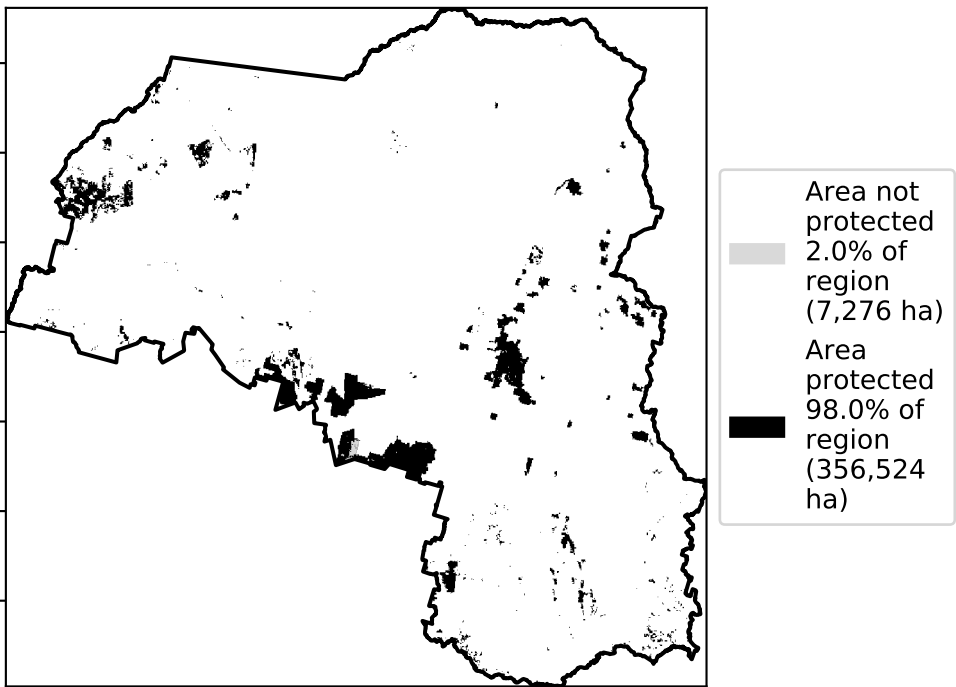 Area not
protected
2.0% of
region
(7,276 ha)
Area
protected
98.0% of
region
(356,524
ha)